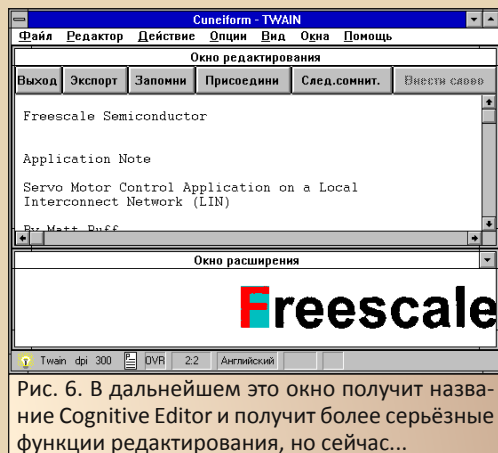 Cuneiform - TWAIN
Файл Редактор Действие Опции Вид Окна Помощь
Окно редактирования
Выход Экспорт Запомни Присоедини След.сомнит. Внести слово
Freescale Semiconductor
Application Note
Servo Motor Control Application on a Local
Interconnect Network (LIN)
By Matt Ruff
Окно расширения
Freescale
Twain dpi 300 OVR 2:2 Английский
Рис. 6. В дальнейшем это окно получит назва-
ние Cognitive Editor и получит более серьёзные
функции редактирования, но сейчас...